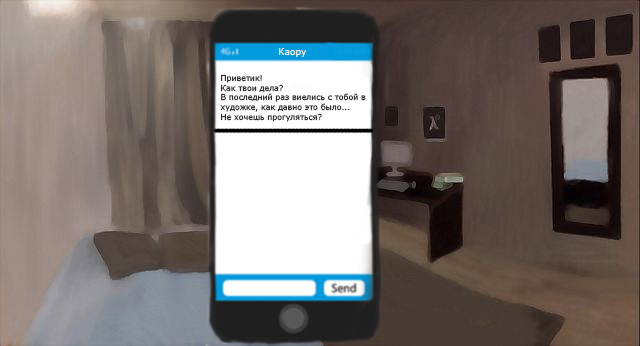 4G
Каору
Приветик!
Как твои дела?
В последний раз виелись с тобой в
художке, как давно это было...
Не хочешь прогуляться?
λ
Send